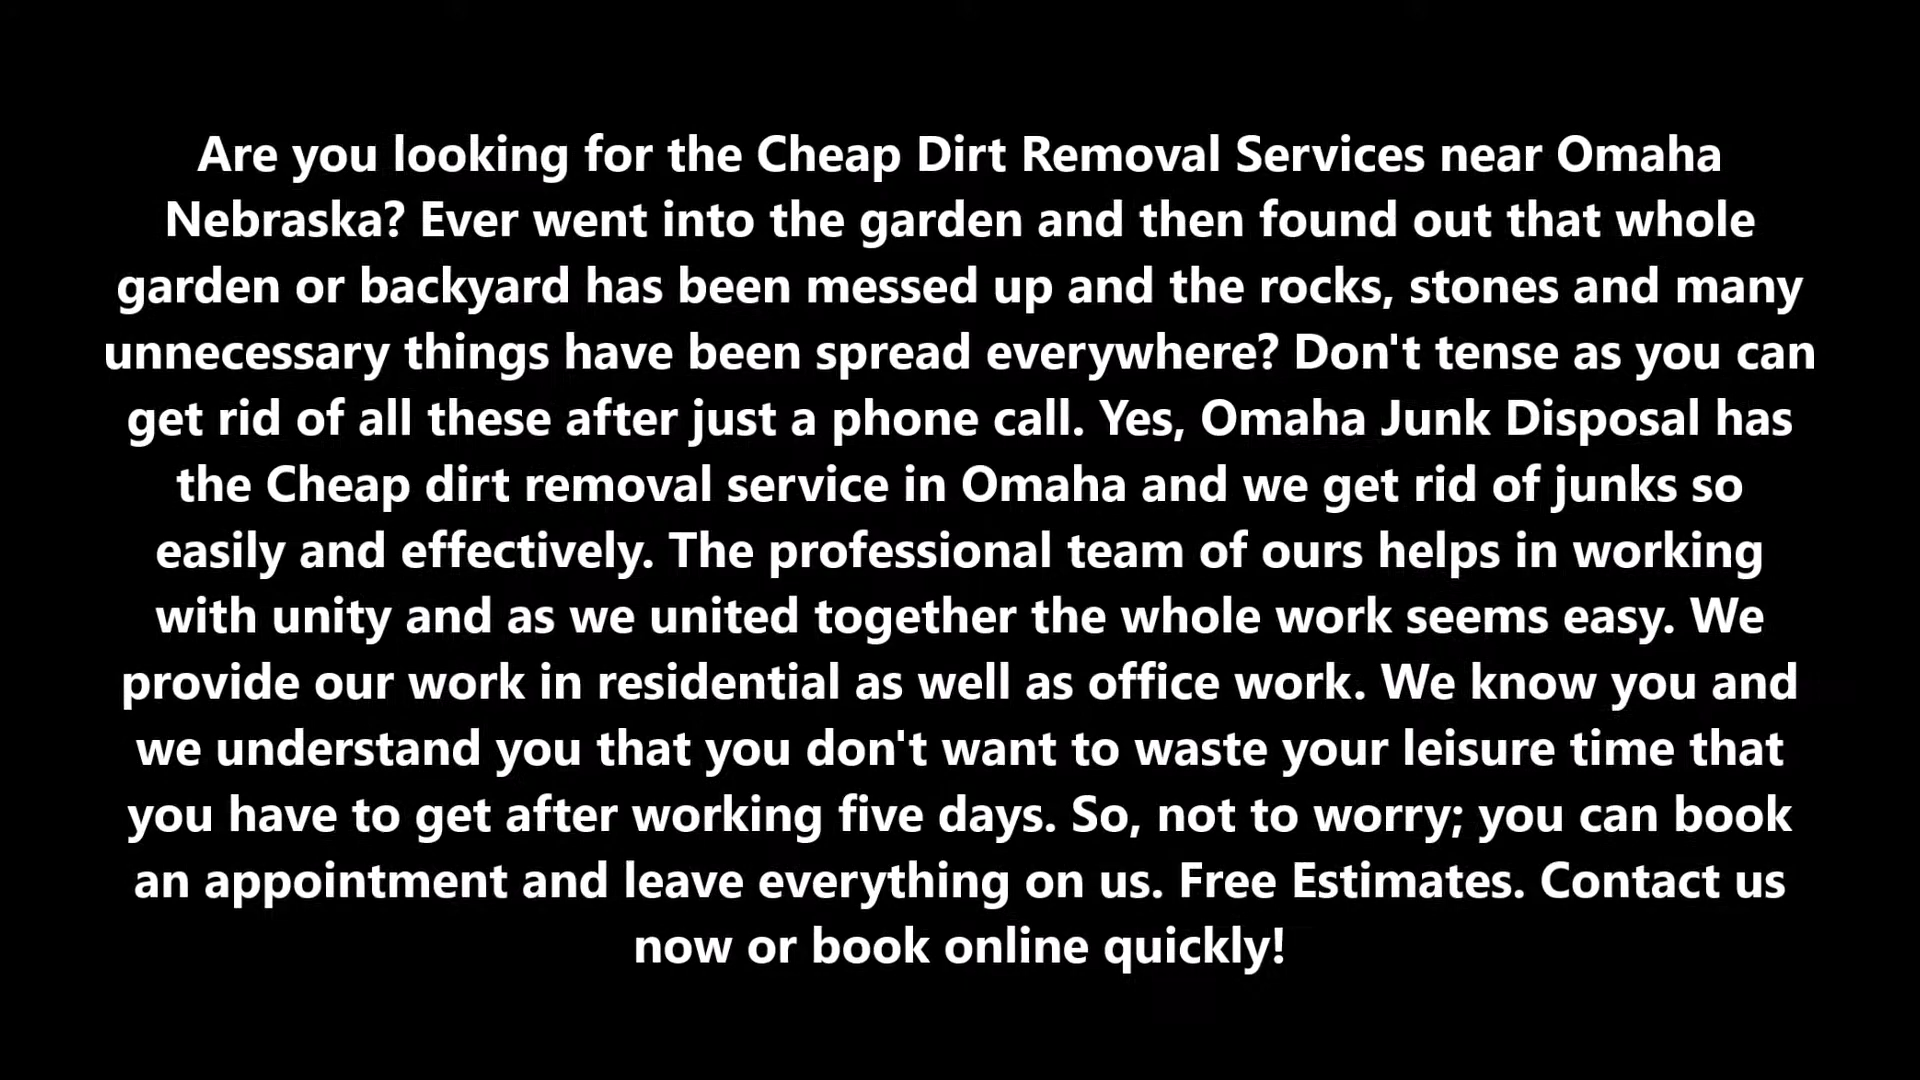 Are you looking for the Cheap Dirt Removal Services near Omaha
Nebraska? Ever went into the garden and then found out that whole
garden or backyard has been messed up and the rocks, stones and many
unnecessary things have been spread everywhere? Don't tense as you can
get rid of all these after just a phone call. Yes, Omaha Junk Disposal has
the Cheap dirt removal service in Omaha and we get rid of junks so
easily and effectively. The professional team of ours helps in working
with unity and as we united together the whole work seems easy. We
provide our work in residential as well as office work. We know you and
we understand you that you don't want to waste your leisure time that
you have to get after working five days. So, not to worry; you can book
an appointment and leave everything on us. Free Estimates. Contact us
now or book online quickly!